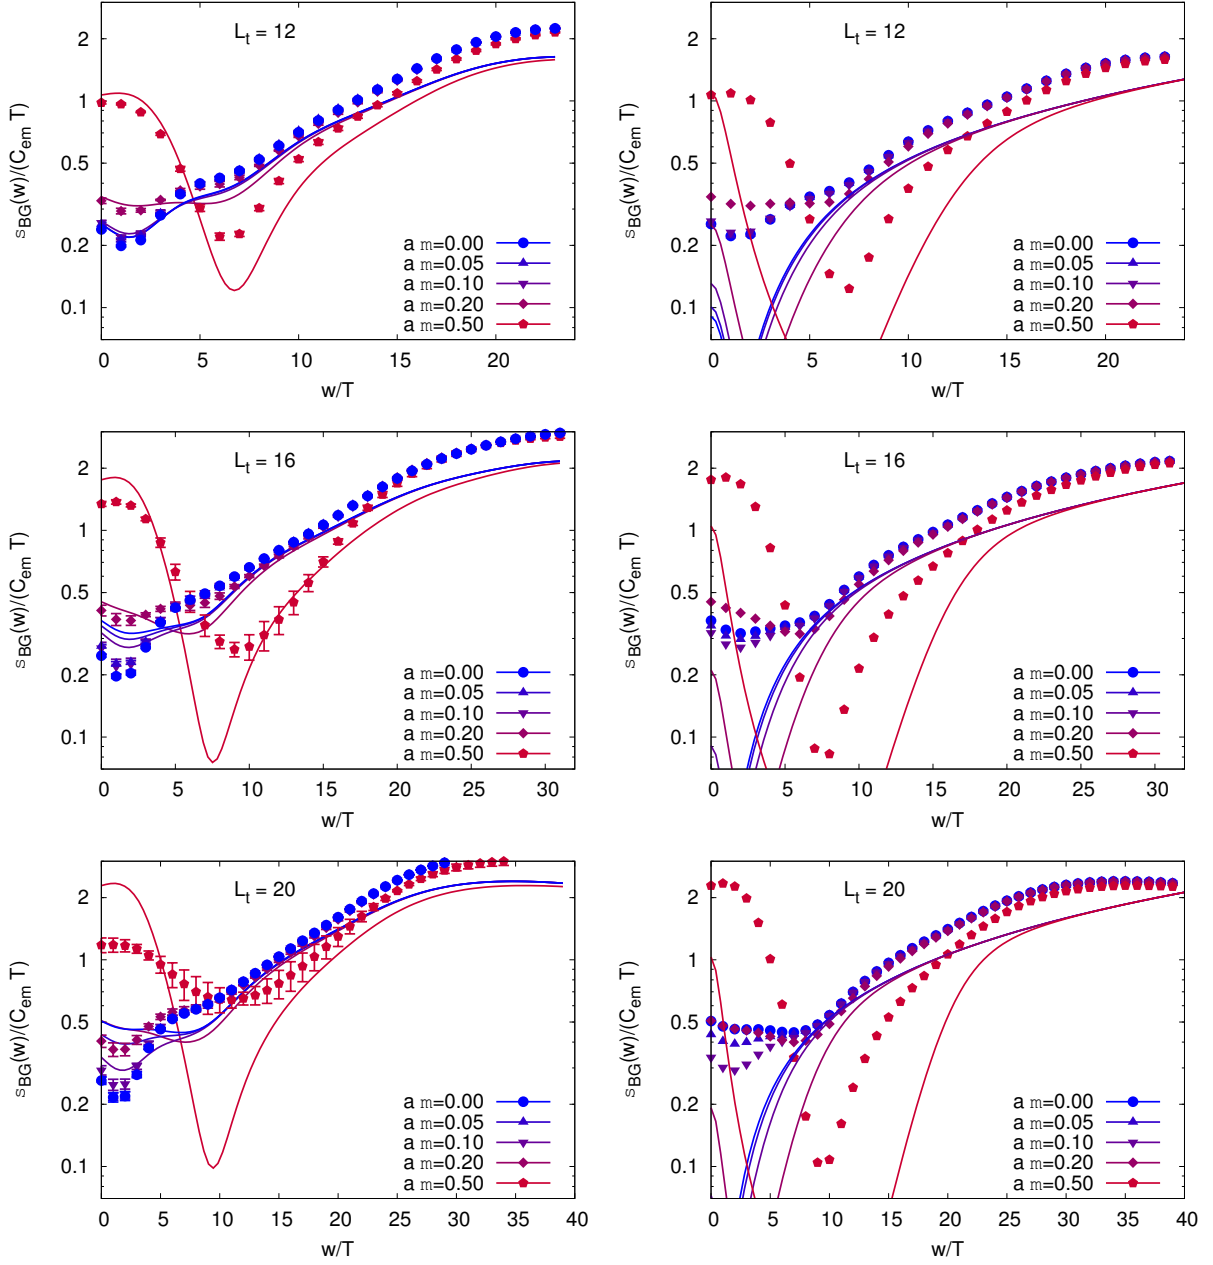 L_t = 12
2
1
0.5
0.2
0.1
s_BG(w)/(C_em T)
a m=0.00
a m=0.05
a m=0.10
a m=0.20
a m=0.50
0 5 10 15 20
w/T
L_t = 12
2
1
0.5
0.2
0.1
s_BG(w)/(C_em T)
a m=0.00
a m=0.05
a m=0.10
a m=0.20
a m=0.50
0 5 10 15 20
w/T
L_t = 16
2
1
0.5
0.2
0.1
s_BG(w)/(C_em T)
a m=0.00
a m=0.05
a m=0.10
a m=0.20
a m=0.50
0 5 10 15 20 25 30
w/T
L_t = 16
2
1
0.5
0.2
0.1
s_BG(w)/(C_em T)
a m=0.00
a m=0.05
a m=0.10
a m=0.20
a m=0.50
0 5 10 15 20 25 30
w/T
L_t = 20
2
1
0.5
0.2
0.1
s_BG(w)/(C_em T)
a m=0.00
a m=0.05
a m=0.10
a m=0.20
a m=0.50
0 5 10 15 20 25 30 35 40
w/T
L_t = 20
2
1
0.5
0.2
0.1
s_BG(w)/(C_em T)
a m=0.00
a m=0.05
a m=0.10
a m=0.20
a m=0.50
0 5 10 15 20 25 30 35 40
w/T